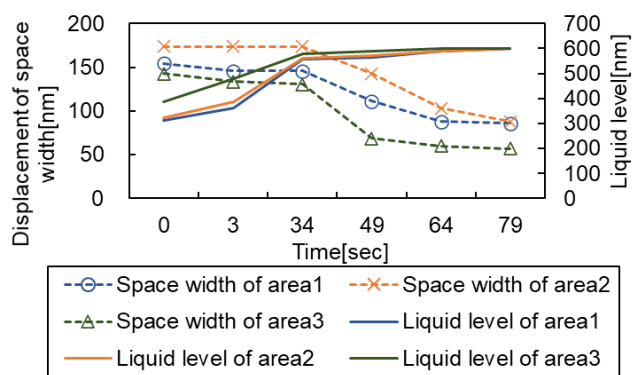 Displacement of space
width[nm]
200
150
100
50
0
700
600
500
400
300
200
100
0
Liquid level[nm]
0 3 34 49 64 79
Time[sec]
Space width of area1 Space width of area2
Space width of area3 Liquid level of area1
Liquid level of area2 Liquid level of area3